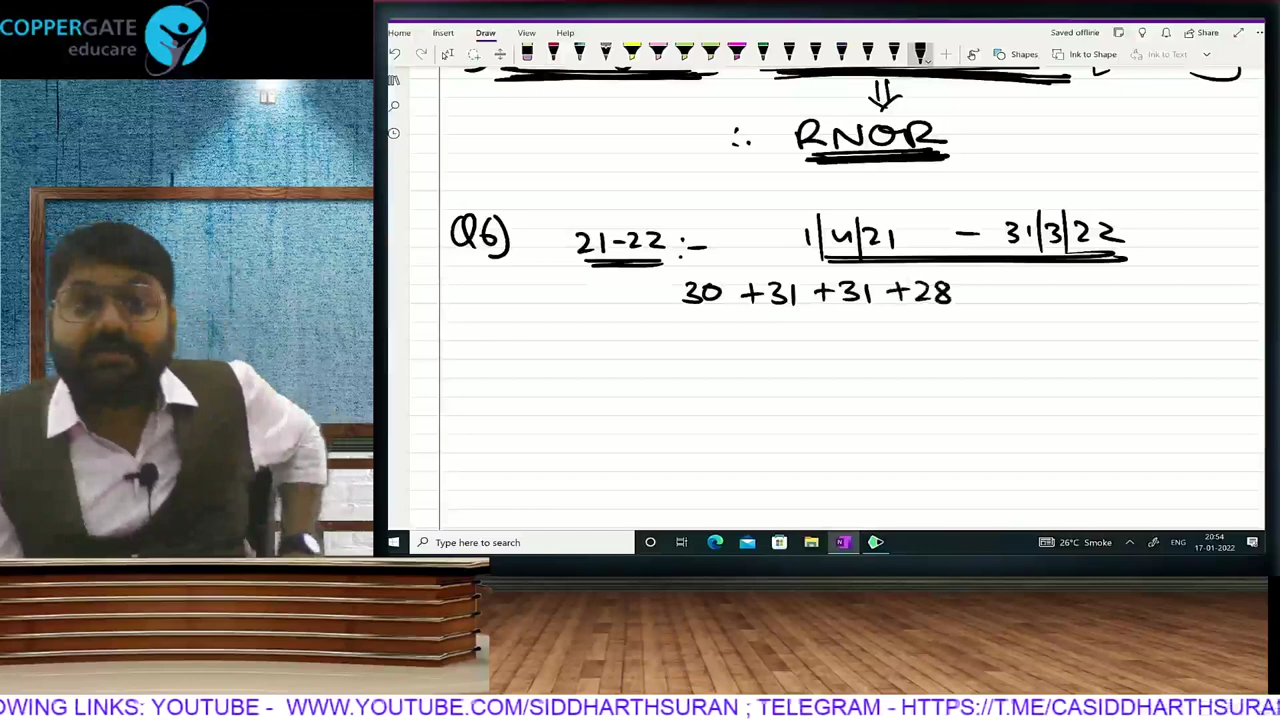 COPPERGATE
educare
Home Insert Draw View Help
Saved offline
Share
Shapes
Ink to Shape
Ink to Text
∴ RNOR
Q6) 21-22 :- 1/4/21 - 31/3/22
30 +31 +31 +28
Type here to search
26°C Smoke
ENG
20:54
17-01-2022
OWING LINKS: YOUTUBE - WWW.YOUTUBE.COM/SIDDHARTHSURAN ; TELEGRAM - HTTPS://T.ME/CASIDDHARTHSURAN